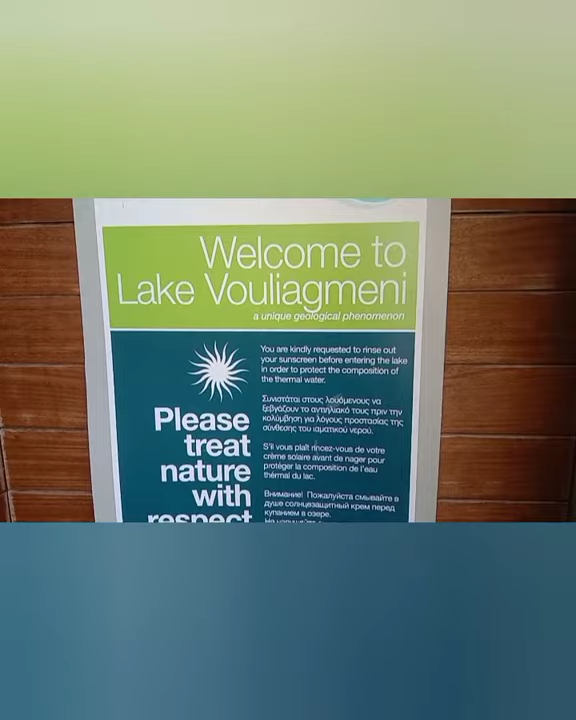 Welcome to
Lake Vouliagmeni
a unique geological phenomenon
You are kindly requested to rinse out
your sunscreen before entering the lake
in order to protect the composition of
the thermal water.
Συνιστάται στους λουόμενους να
ξεβγάζουν το αντηλιακό τους πριν την
κολύμβηση για λόγους προστασίας της
σύνθεσης του ιαματικού νερού.
S'il vous plaît rincez-vous de votre
crème solaire avant de nager pour
protéger la composition de l'eau
thérmal du lac.
Внимание! Пожалуйста смывайте в
душе солнцезащитный крем перед
купанием в озере.
Please
treat
nature
with
respect